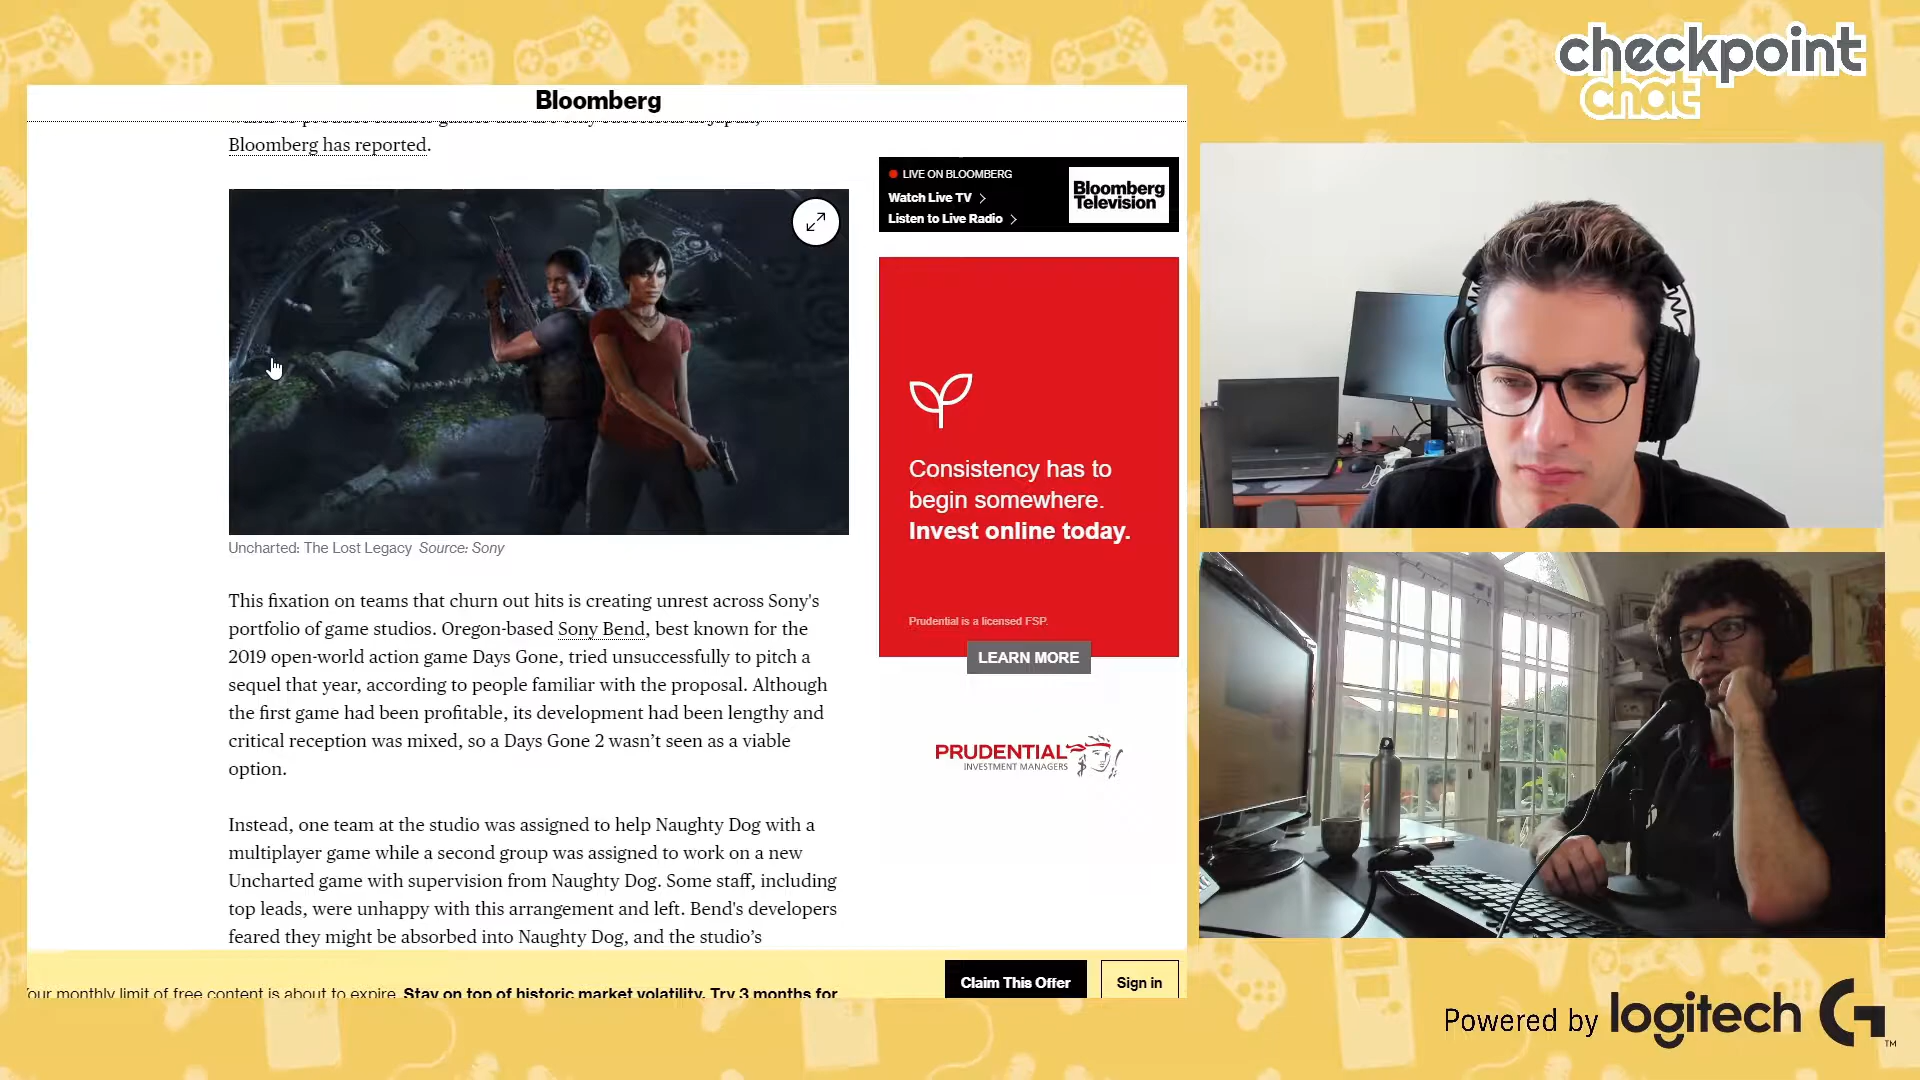 checkpoint
chat
Bloomberg
Bloomberg has reported.
LIVE ON BLOOMBERG
Watch Live TV
Listen to Live Radio
Bloomberg
Television
Consistency has to
begin somewhere.
Invest online today.
Prudential is a licensed FSP.
LEARN MORE
PRUDENTIAL
INVESTMENT MANAGERS
Uncharted: The Lost Legacy Source: Sony
This fixation on teams that churn out hits is creating unrest across Sony's
portfolio of game studios. Oregon-based Sony Bend, best known for the
2019 open-world action game Days Gone, tried unsuccessfully to pitch a
sequel that year, according to people familiar with the proposal. Although
the first game had been profitable, its development had been lengthy and
critical reception was mixed, so a Days Gone 2 wasn’t seen as a viable
option.
Instead, one team at the studio was assigned to help Naughty Dog with a
multiplayer game while a second group was assigned to work on a new
Uncharted game with supervision from Naughty Dog. Some staff, including
top leads, were unhappy with this arrangement and left. Bend's developers
feared they might be absorbed into Naughty Dog, and the studio’s
Your monthly limit of free content is about to expire. Stay on top of historic market volatility. Try 3 months for
Claim This Offer
Sign in
Powered by logitech G
TM